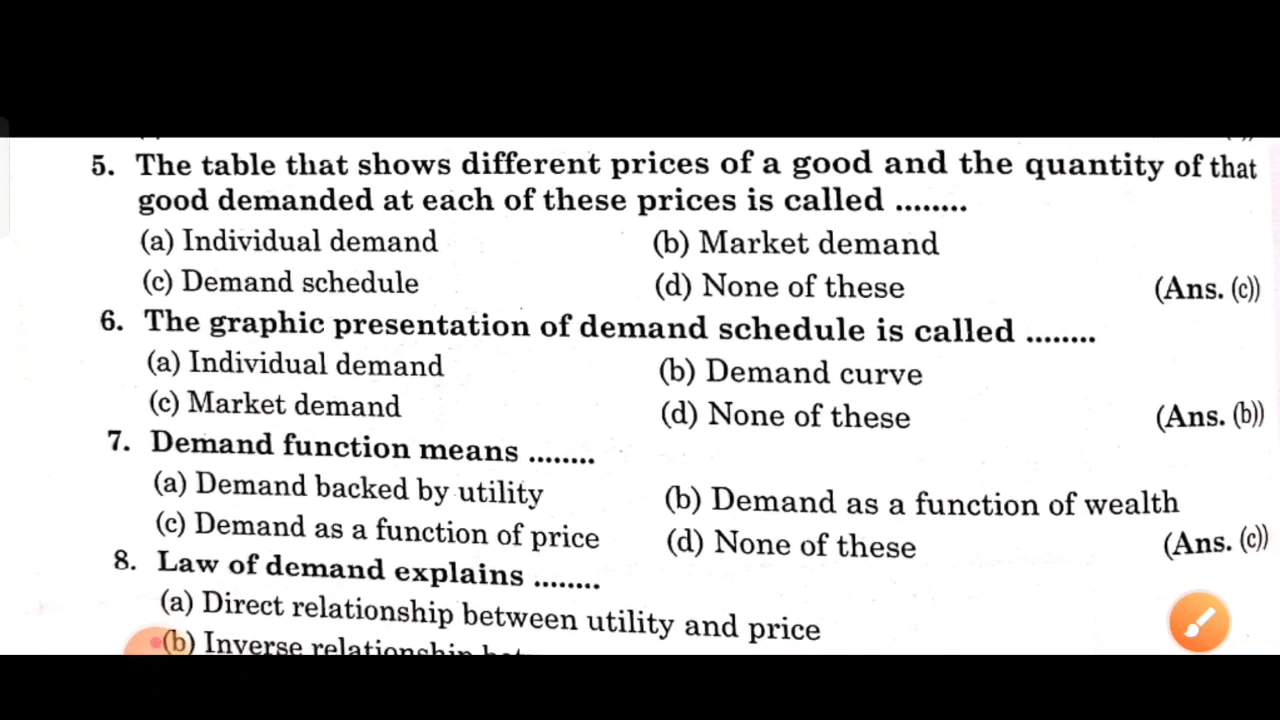 5. The table that shows different prices of a good and the quantity of that
good demanded at each of these prices is called ........
(a) Individual demand (b) Market demand
(c) Demand schedule (d) None of these (Ans. (c))
6. The graphic presentation of demand schedule is called ........
(a) Individual demand (b) Demand curve
(c) Market demand (d) None of these (Ans. (b))
7. Demand function means ........
(a) Demand backed by utility (b) Demand as a function of wealth
(c) Demand as a function of price (d) None of these (Ans. (c))
8. Law of demand explains ........
(a) Direct relationship between utility and price
(b) Inverse relationship